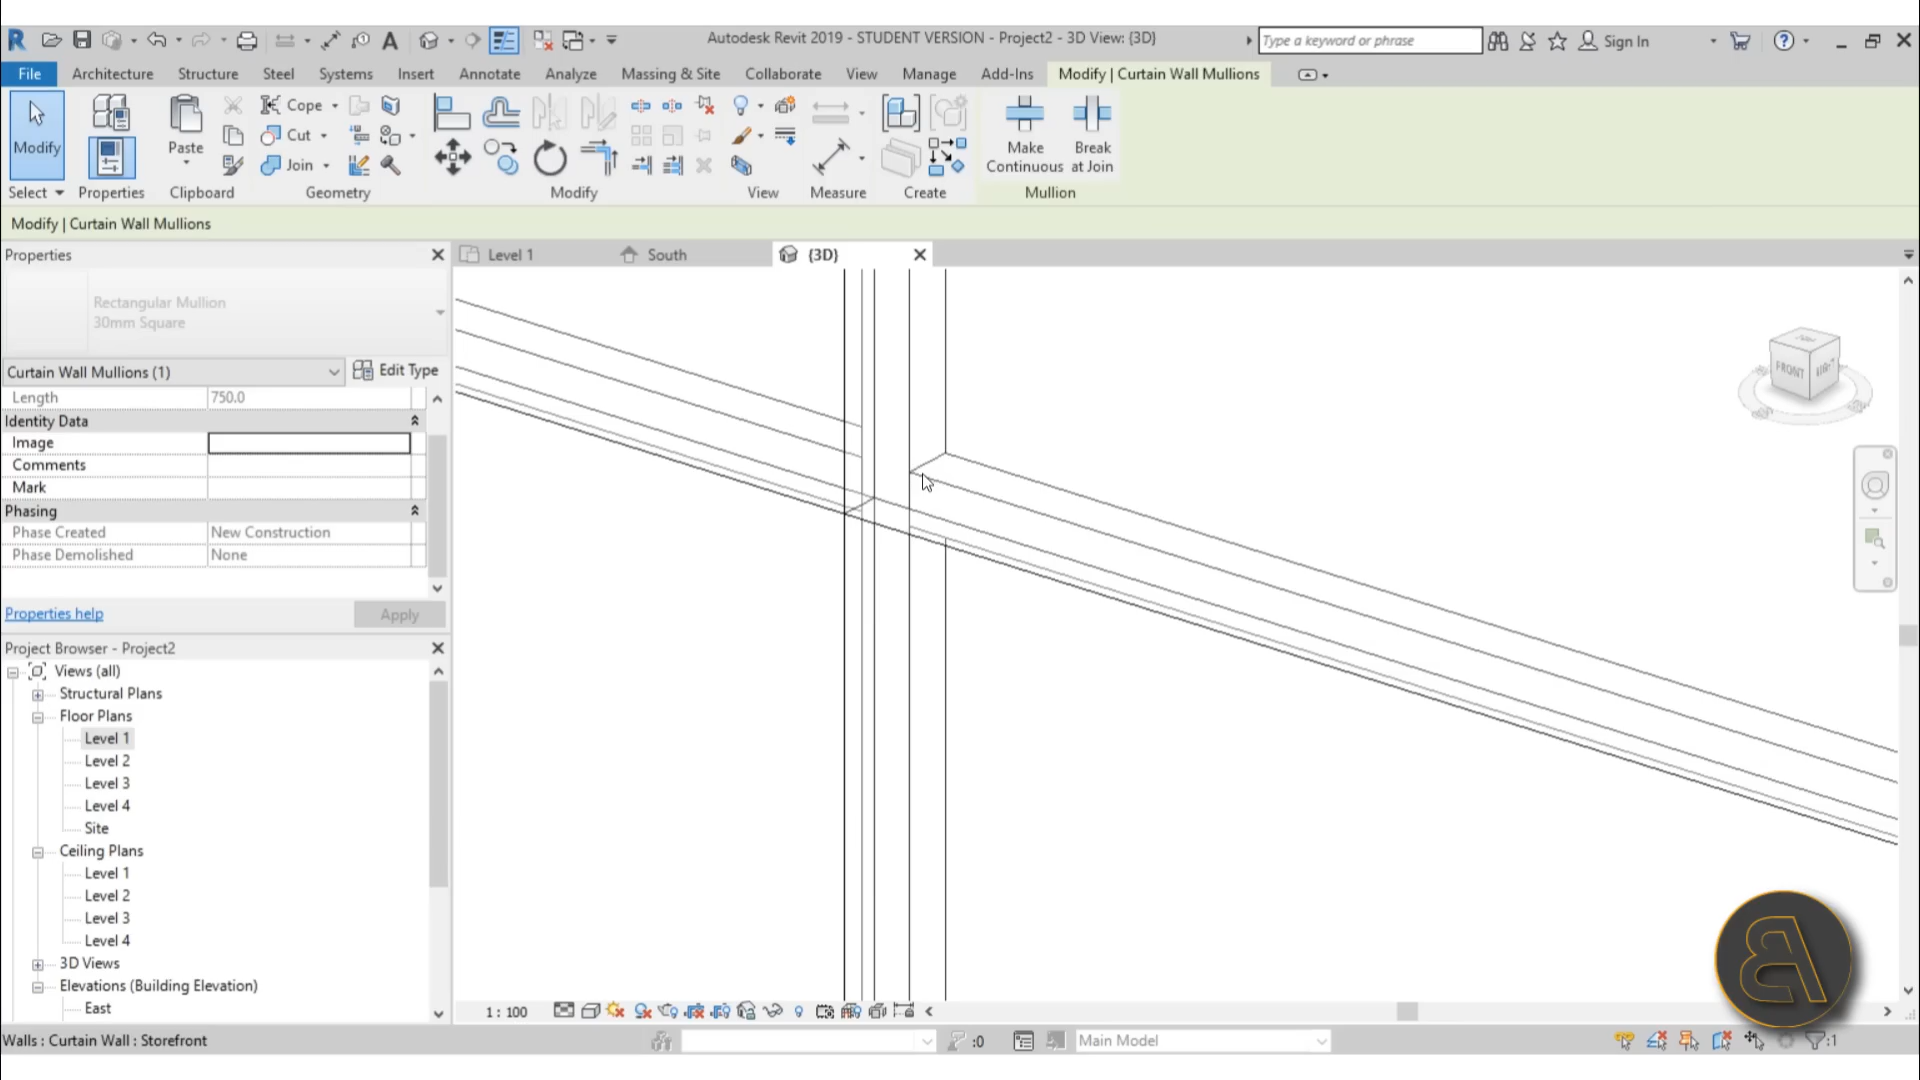 Autodesk Revit 2019 - STUDENT VERSION - Project2 - 3D View: {3D}
Type a keyword or phrase
Sign In
File
Architecture
Structure
Steel
Systems
Insert
Annotate
Analyze
Massing & Site
Collaborate
View
Manage
Add-Ins
Modify | Curtain Wall Mullions
Modify
Paste
Cope
Cut
Join
Make Continuous
Break at Join
Select
Properties
Clipboard
Geometry
Modify
View
Measure
Create
Mullion
Modify | Curtain Wall Mullions
Properties
Level 1
South
{3D}
Rectangular Mullion
30mm Square
Curtain Wall Mullions (1)
Edit Type
Length 750.0
Identity Data
Image
Comments
Mark
Phasing
Phase Created New Construction
Phase Demolished None
Properties help
Apply
FRONT
Project Browser - Project2
Views (all)
Structural Plans
Floor Plans
Level 1
Level 2
Level 3
Level 4
Site
Ceiling Plans
Level 1
Level 2
Level 3
Level 4
3D Views
Elevations (Building Elevation)
East
1 : 100
Walls : Curtain Wall : Storefront
:0
Main Model
:1